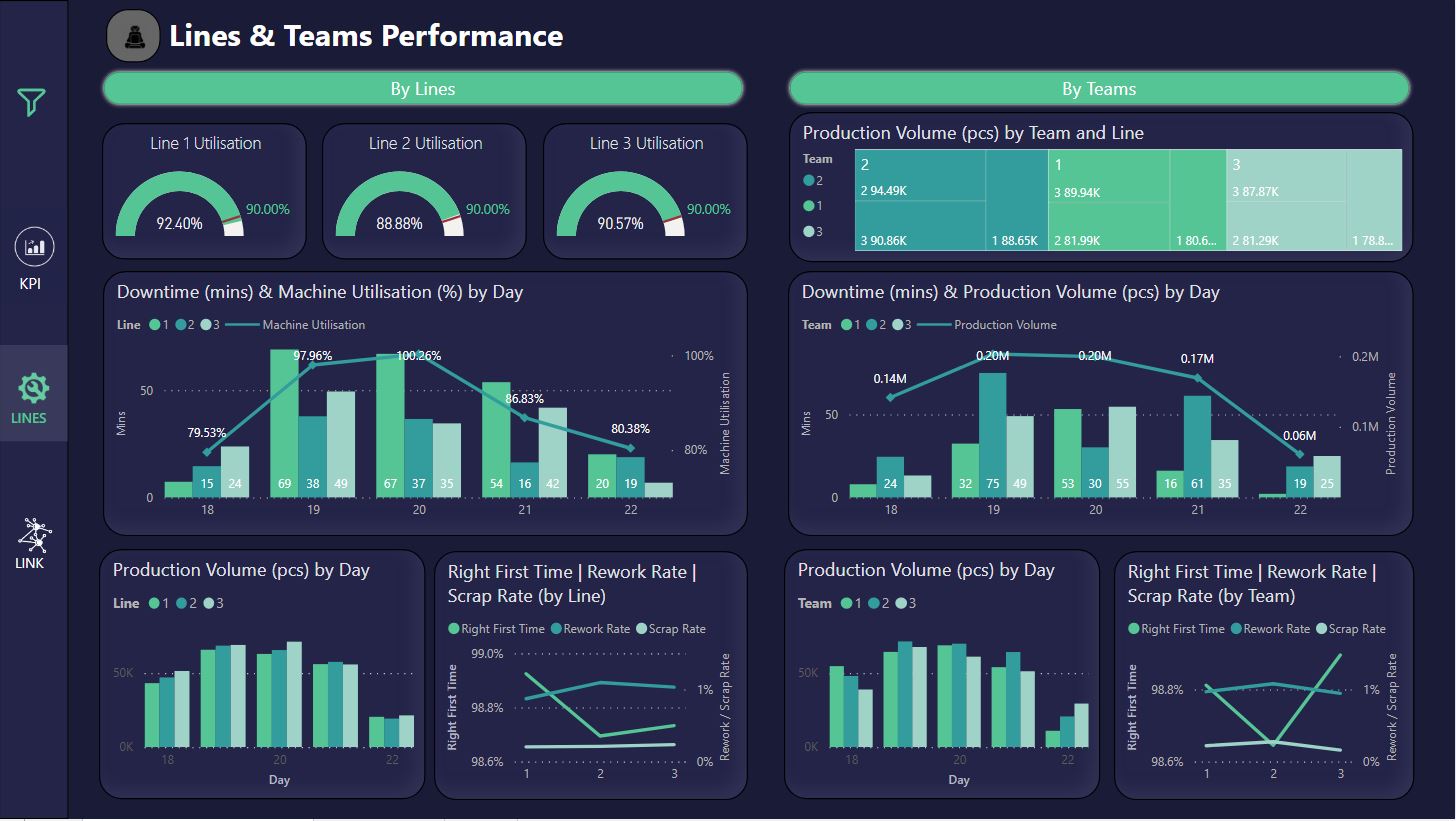 Lines & Teams Performance
By Lines
By Teams
KPI
LINES
LINK
Line 1 Utilisation
90.00%
92.40%
Line 2 Utilisation
90.00%
88.88%
Line 3 Utilisation
90.00%
90.57%
Production Volume (pcs) by Team and Line
Team
2
1
3
2
2 94.49K
3 90.86K
1 88.65K
1
3 89.94K
2 81.99K
1 80.6...
3
3 87.87K
2 81.29K
1 78.8...
Downtime (mins) & Machine Utilisation (%) by Day
Line 1 2 3 Machine Utilisation
Mins
50
0
79.53%
97.96%
100.26%
86.83%
80.38%
15 24
69 38 49
67 37 35
54 16 42
20 19
18 19 20 21 22
100%
80%
Machine Utilisation
Downtime (mins) & Production Volume (pcs) by Day
Team 1 2 3 Production Volume
Mins
50
0
0.14M
0.20M
0.20M
0.17M
0.06M
24
32 75 49
53 30 55
16 61 35
19 25
18 19 20 21 22
0.2M
0.1M
Production Volume
Production Volume (pcs) by Day
Line 1 2 3
50K
0K
18 20 22
Day
Right First Time | Rework Rate |
Scrap Rate (by Line)
Right First Time Rework Rate Scrap Rate
Right First Time
99.0%
98.8%
98.6%
1 2 3
1%
0%
Rework / Scrap Rate
Production Volume (pcs) by Day
Team 1 2 3
50K
0K
18 20 22
Day
Right First Time | Rework Rate |
Scrap Rate (by Team)
Right First Time Rework Rate Scrap Rate
Right First Time
98.8%
98.6%
1 2 3
1%
0%
Rework / Scrap Rate